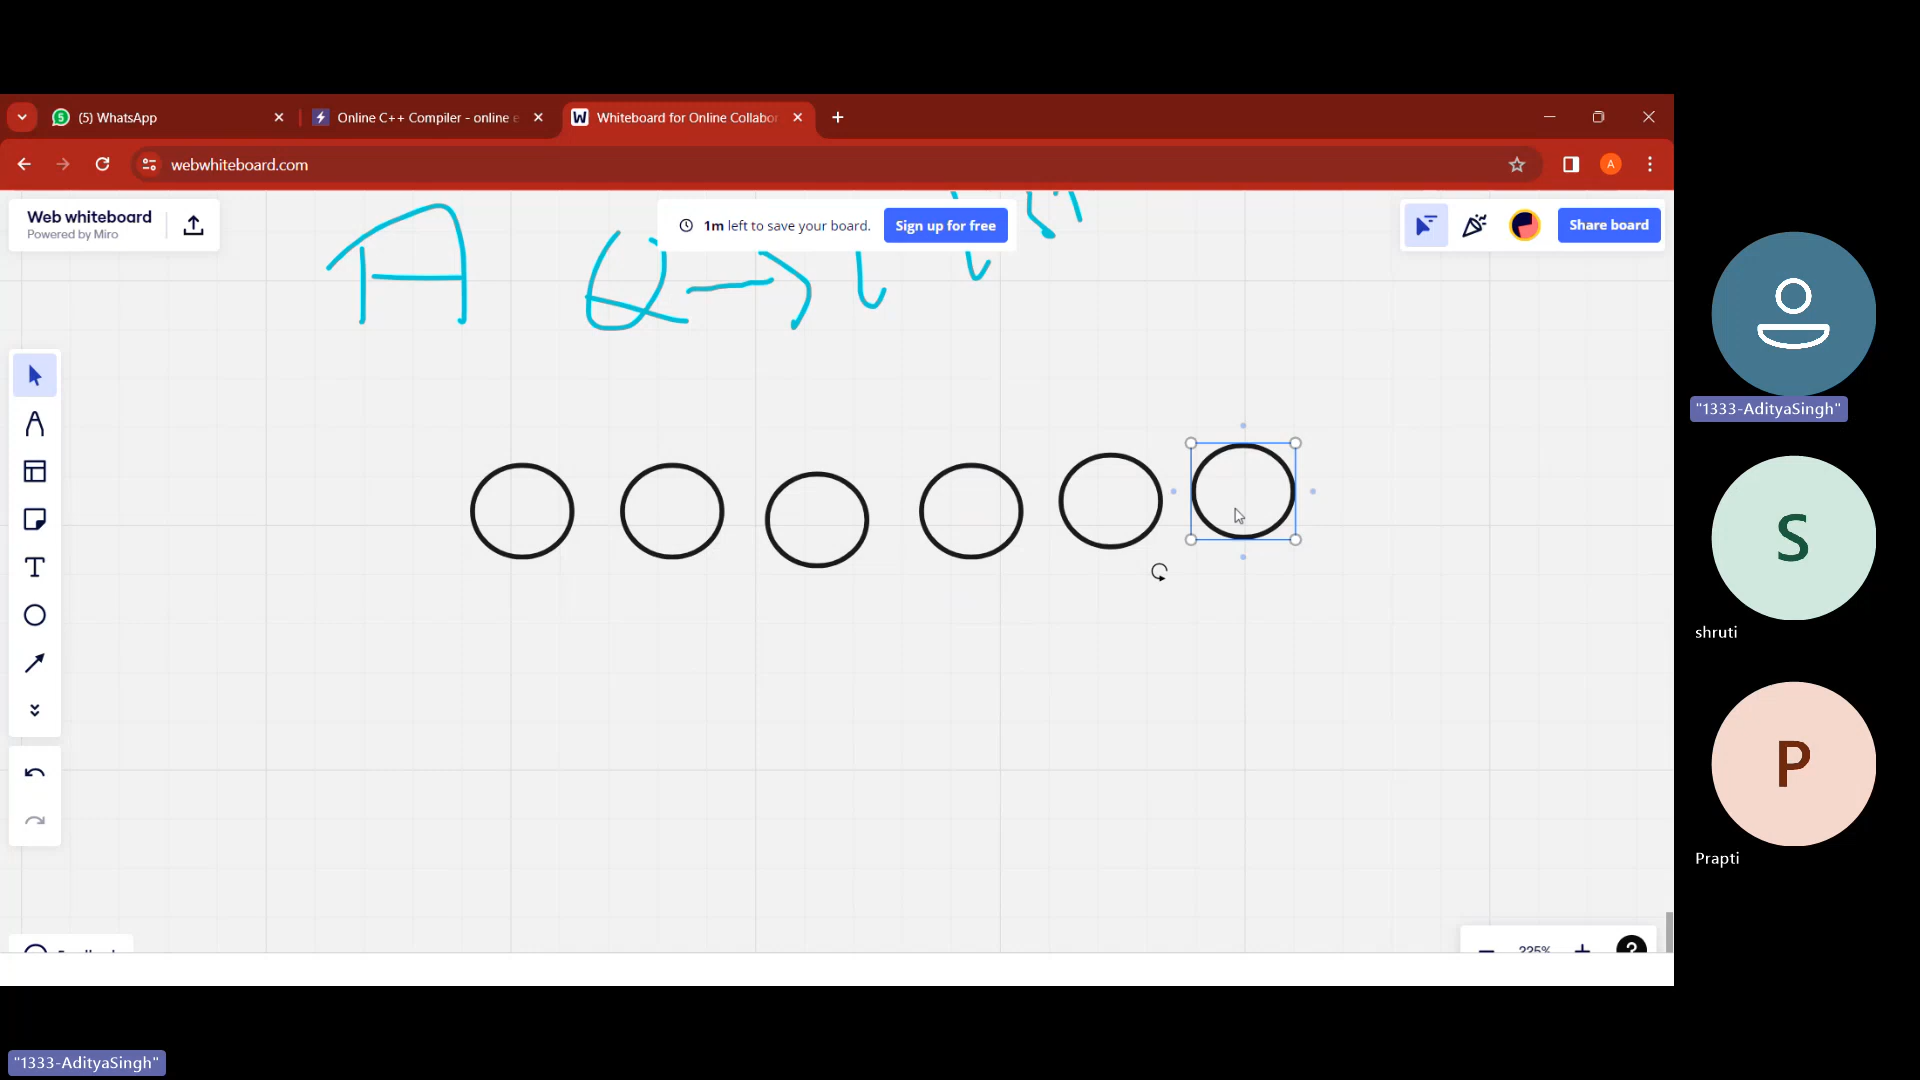 (5) WhatsApp
Online C++ Compiler - online e
Whiteboard for Online Collabor
webwhiteboard.com
A
Web whiteboard
Powered by Miro
1m left to save your board.
Sign up for free
Share board
A Q
"1333-AdityaSingh"
S
shruti
P
Prapti
225%
"1333-AdityaSingh"